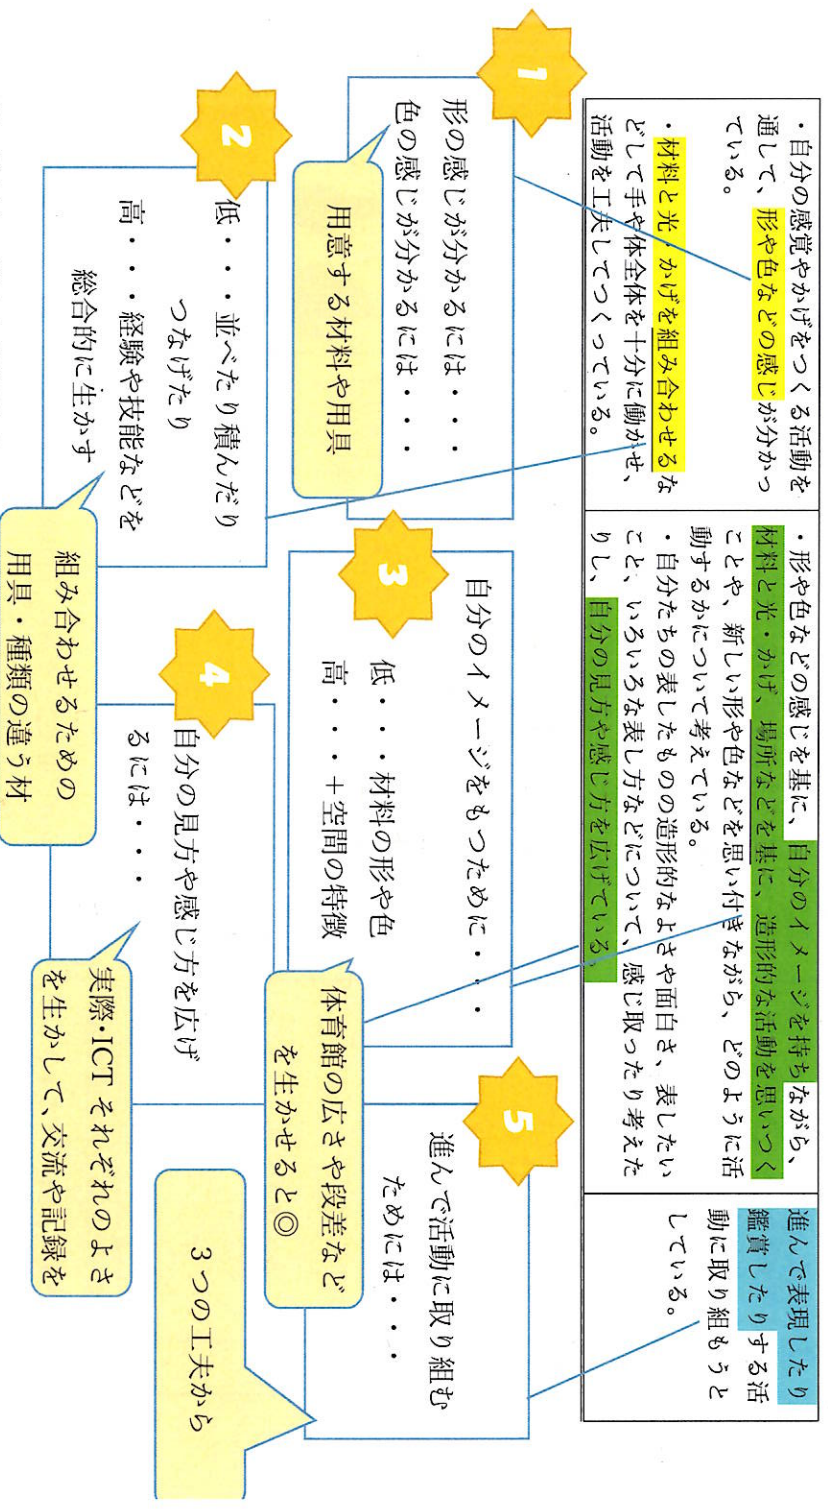 ・自分の感覚やかげをつくる活動を
通して、形や色などの感じが分かっ
ている。
・材料と光・かげを組み合わせるな
どして手や体全体を十分に働かせ、
活動を工夫してつくっている。
・形や色などの感じを基に、自分のイメージを持ちながら、
材料と光・かげ、場所などを基に、造形的な活動を思いつく
ことや、新しい形や色などを思い付きながら、どのように活
動するかについて考えている。
・自分たちの表したものの造形的なよさや面白さ、表したい
こと、いろいろな表し方などについて、感じ取ったり考えた
りし、自分の見方や感じ方を広げている。
進んで表現したり
鑑賞したりする活
動に取り組もうと
している。
1
形の感じが分かるには・・・
色の感じが分かるには・・・
用意する材料や用具
2
低・・・並べたり積んだり
つなげたり
高・・・経験や技能などを
総合的に生かす
組み合わせるための
用具・種類の違う材
3
自分のイメージをもつために・・・
低・・・材料の形や色
高・・・+空間の特徴
体育館の広さや段差など
を生かせると◎
4
自分の見方や感じ方を広げ
るには・・・
実際・ICT それぞれのよさ
を生かして、交流や記録を
5
進んで活動に取り組む
ためには・・・
3つの工夫から